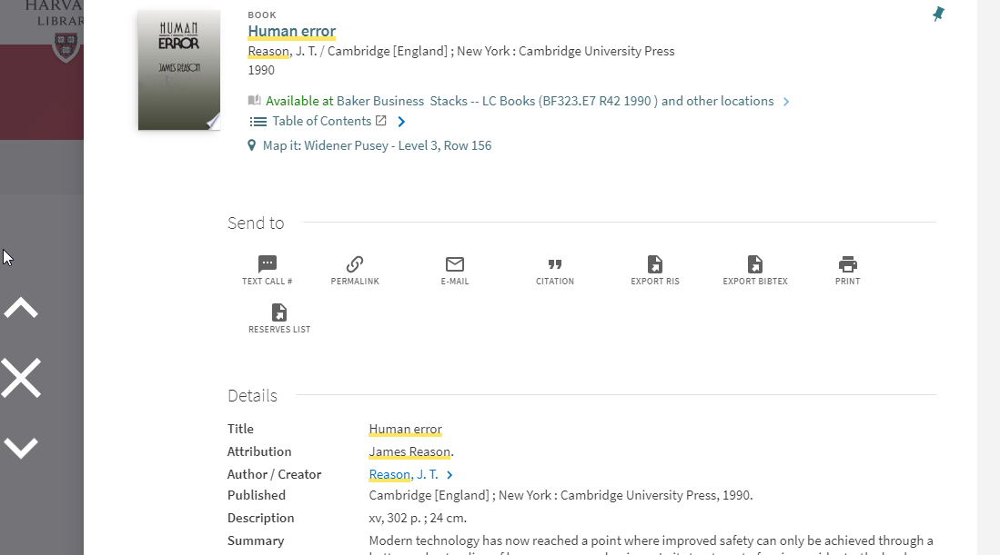 HARVA
LIBRAR
HUMAN
ERROR
JAMES REASON
BOOK
Human error
Reason, J. T. / Cambridge [England] ; New York : Cambridge University Press
1990
Available at Baker Business Stacks -- LC Books (BF323.E7 R42 1990 ) and other locations
Table of Contents
Map it: Widener Pusey - Level 3, Row 156
Send to
TEXT CALL #
PERMALINK
E-MAIL
CITATION
EXPORT RIS
EXPORT BIBTEX
PRINT
RESERVES LIST
Details
Title Human error
Attribution James Reason.
Author / Creator Reason, J. T.
Published Cambridge [England] ; New York : Cambridge University Press, 1990.
Description xv, 302 p. ; 24 cm.
Summary Modern technology has now reached a point where improved safety can only be achieved through a